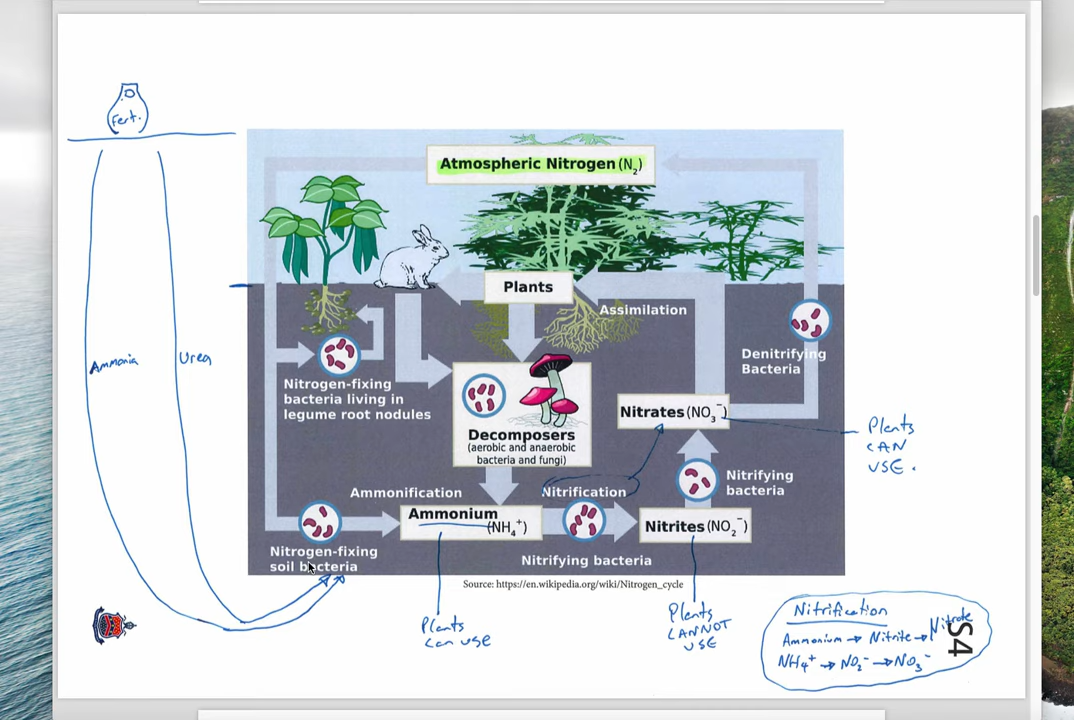 Fert.
Atmospheric Nitrogen (N2)
Plants
Assimilation
Denitrifying
Bacteria
Ammonia
Urea
Nitrogen-fixing
bacteria living in
legume root nodules
Nitrates (NO3-)
Plants
CAN
USE.
Decomposers
(aerobic and anaerobic
bacteria and fungi)
Nitrifying
bacteria
Ammonification
Nitrification
Ammonium
(NH4+)
Nitrites (NO2-)
Nitrogen-fixing
soil bacteria
Nitrifying bacteria
Source: https://en.wikipedia.org/wiki/Nitrogen_cycle
Plants
can use
Plants
CANNOT
USE
Nitrification
Ammonium → Nitrite → Nitrate
NH4+ → NO2- → NO3-
S4